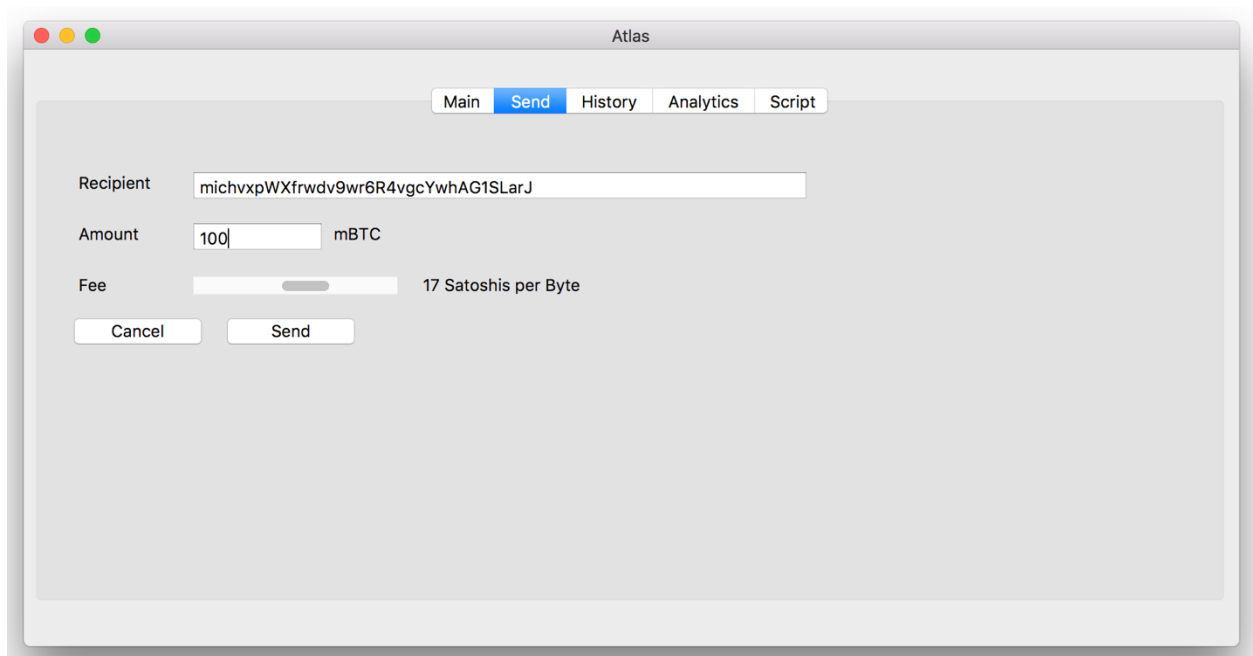 Atlas
Main Send History Analytics Script
Recipient michvxpWXfrwdv9wr6R4vgcYwhAG1SLarJ
Amount 100 mBTC
Fee 17 Satoshis per Byte
Cancel Send